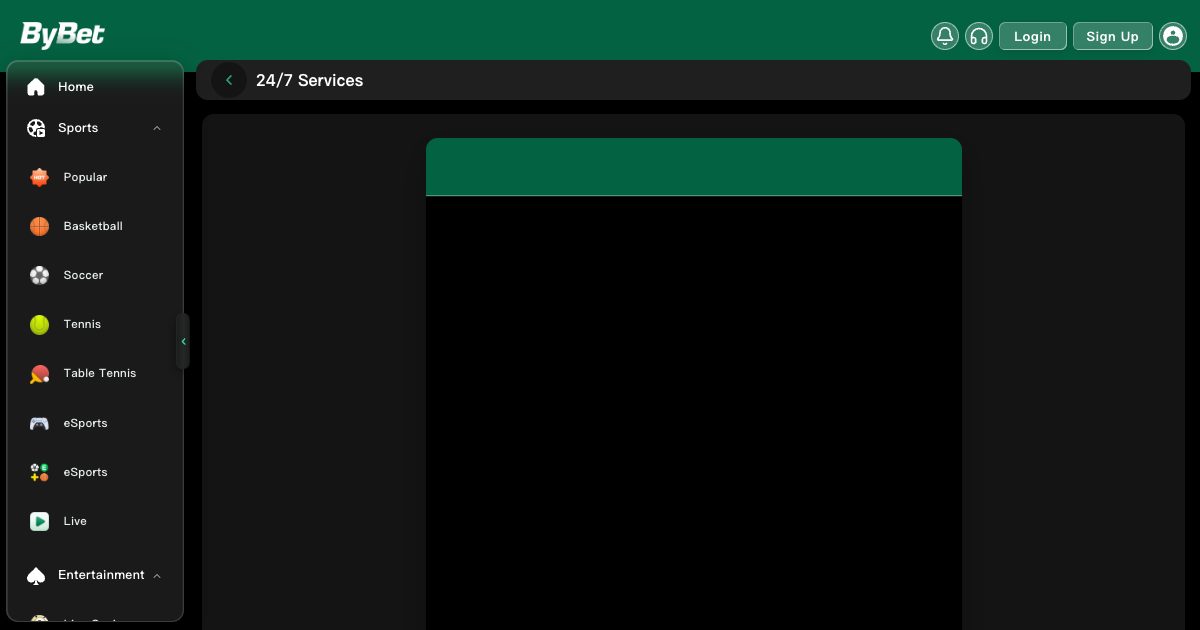 ByBet
Login
Sign Up
24/7 Services
Home
Sports
HOT
Popular
Basketball
Soccer
Tennis
Table Tennis
eSports
eSports
Live
Entertainment